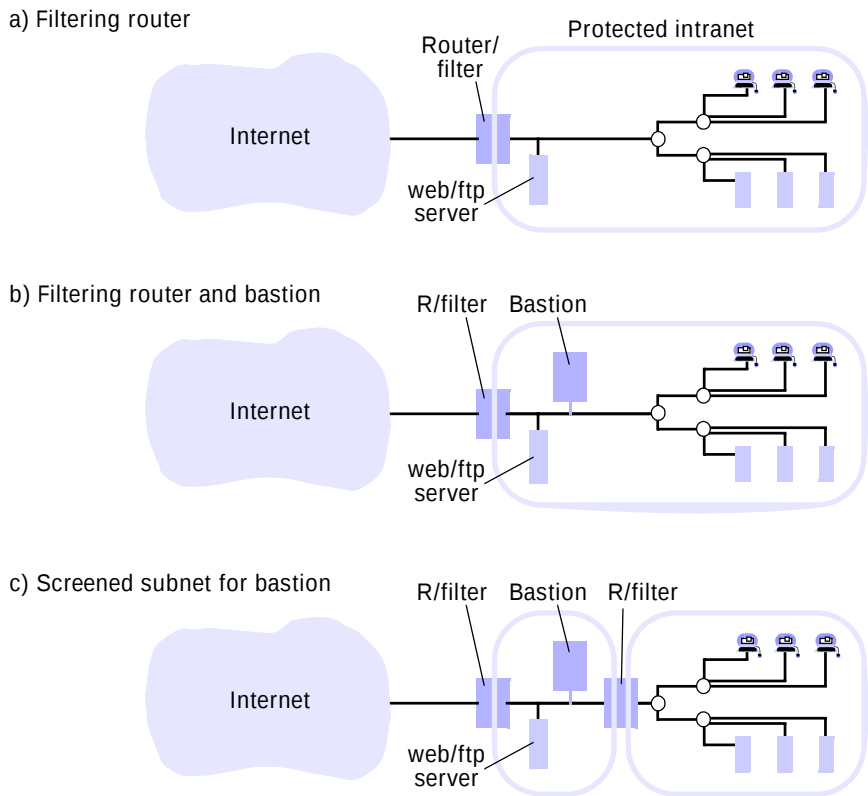 a) Filtering router
Protected intranet
Router/
filter
Internet
web/ftp
server
b) Filtering router and bastion
R/filter
Bastion
Internet
web/ftp
server
c) Screened subnet for bastion
R/filter
Bastion
R/filter
Internet
web/ftp
server